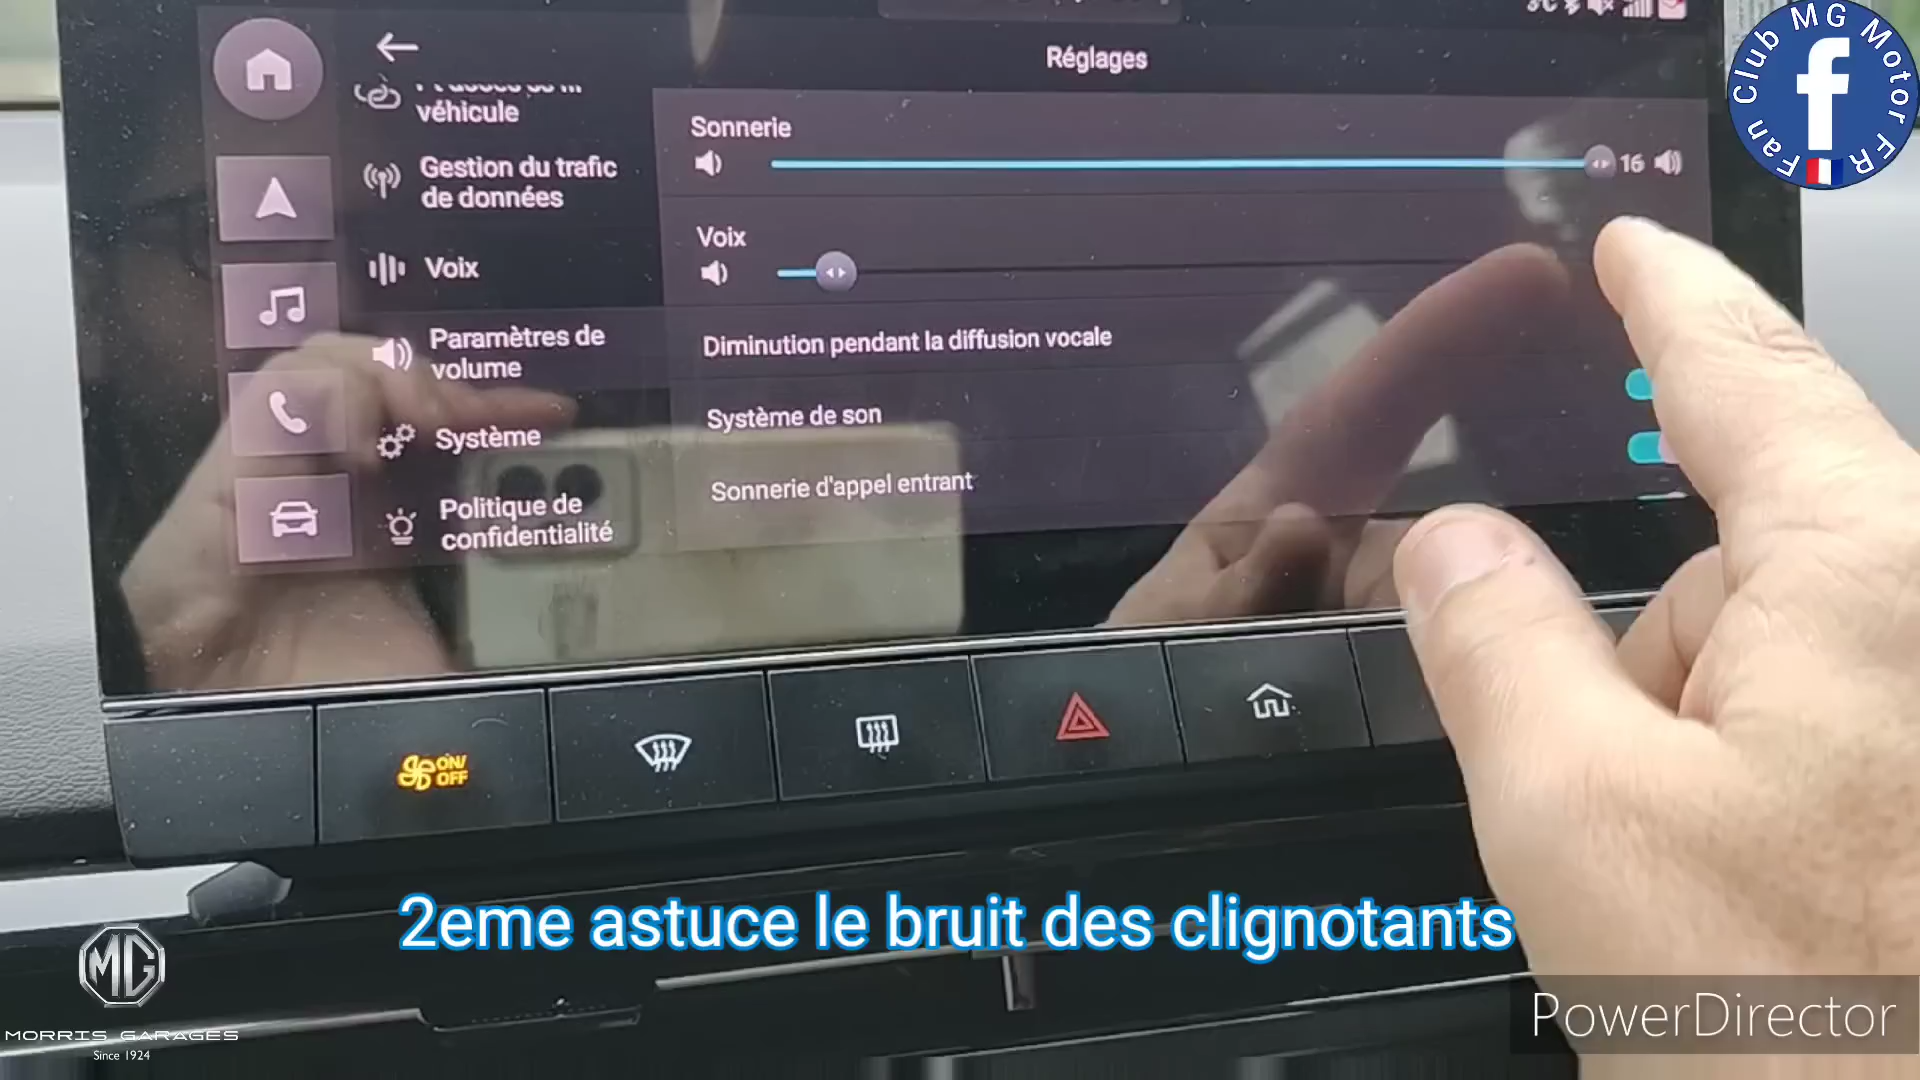 Réglages
véhicule
Gestion du trafic
de données
Voix
Paramètres de
volume
Système
Politique de
confidentialité
Sonnerie
16
Voix
Diminution pendant la diffusion vocale
Système de son
Sonnerie d'appel entrant
ON/
OFF
2eme astuce le bruit des clignotants
Fan Club MG Motor FR
f
MG
MORRIS GARAGES
Since 1924
PowerDirector